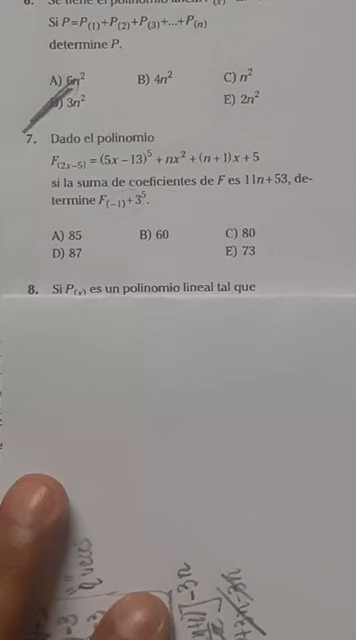 Si P=P(1)+P(2)+P(3)+...+P(n)
determine P.
A) 6n²
B) 4n²
C) n²
D) 3n²
E) 2n²
7. Dado el polinomio
F(2x−5) = (5x−13)⁵ + nx² + (n+1)x + 5
si la suma de coeficientes de F es 11n+53, de-
termine F(−1)+3⁵.
A) 85
B) 60
C) 80
D) 87
E) 73
8. Si P(x) es un polinomio lineal tal que